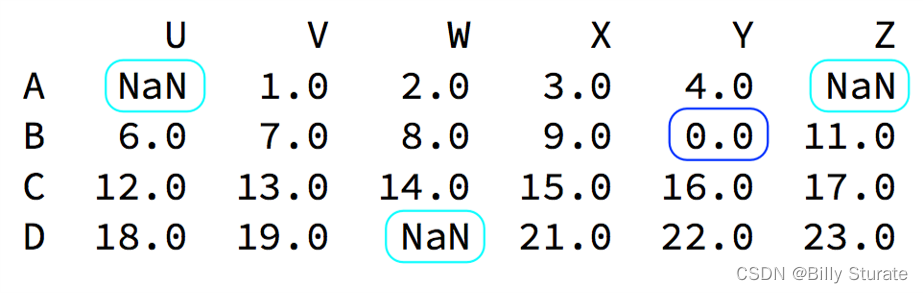 U V W X Y Z
A NaN 1.0 2.0 3.0 4.0 NaN
B 6.0 7.0 8.0 9.0 0.0 11.0
C 12.0 13.0 14.0 15.0 16.0 17.0
D 18.0 19.0 NaN 21.0 22.0 23.0
CSDN @Billy Sturate